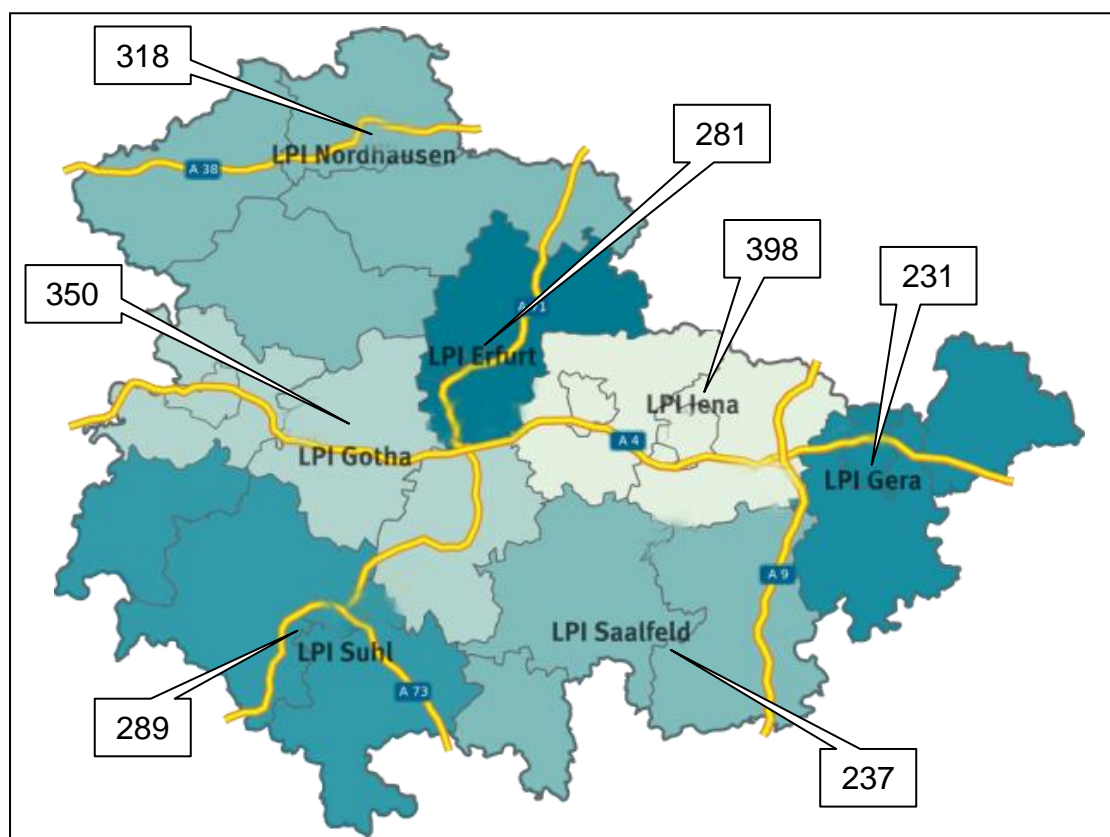 318
LPI Nordhausen
A 38
281
398
231
350
A 71
LPI Erfurt
LPI Jena
A 4
LPI Gotha
LPI Gera
A 9
LPI Saalfeld
LPI Suhl
A 73
289
237